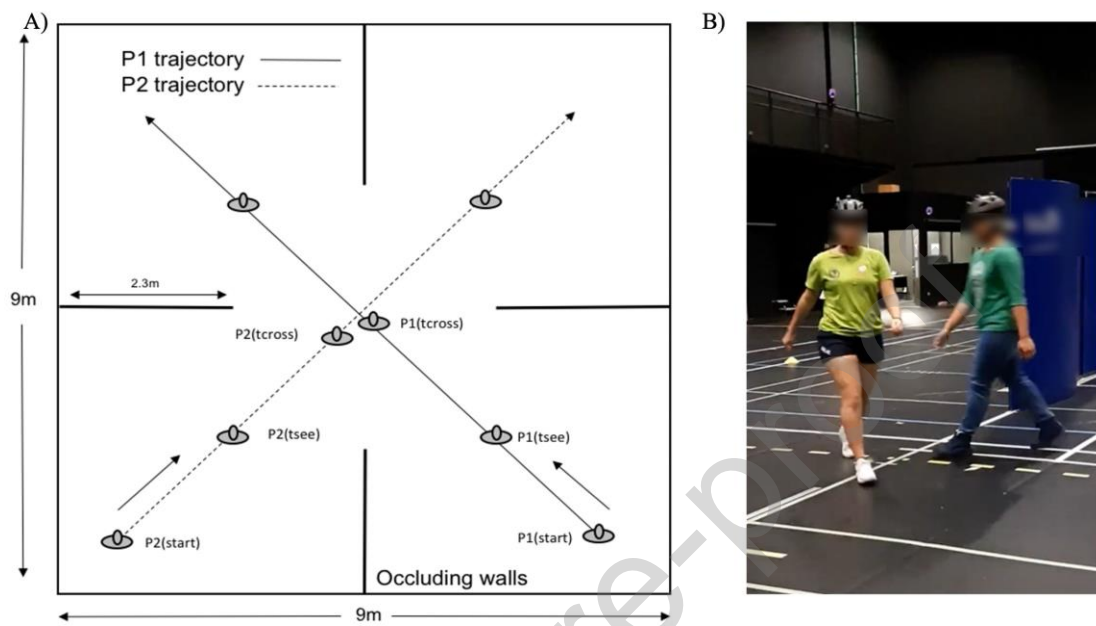 A)
B)
P1 trajectory
P2 trajectory
2.3m
9m
P2(tcross)
P1(tcross)
P2(tsee)
P1(tsee)
P2(start)
P1(start)
Occluding walls
9m